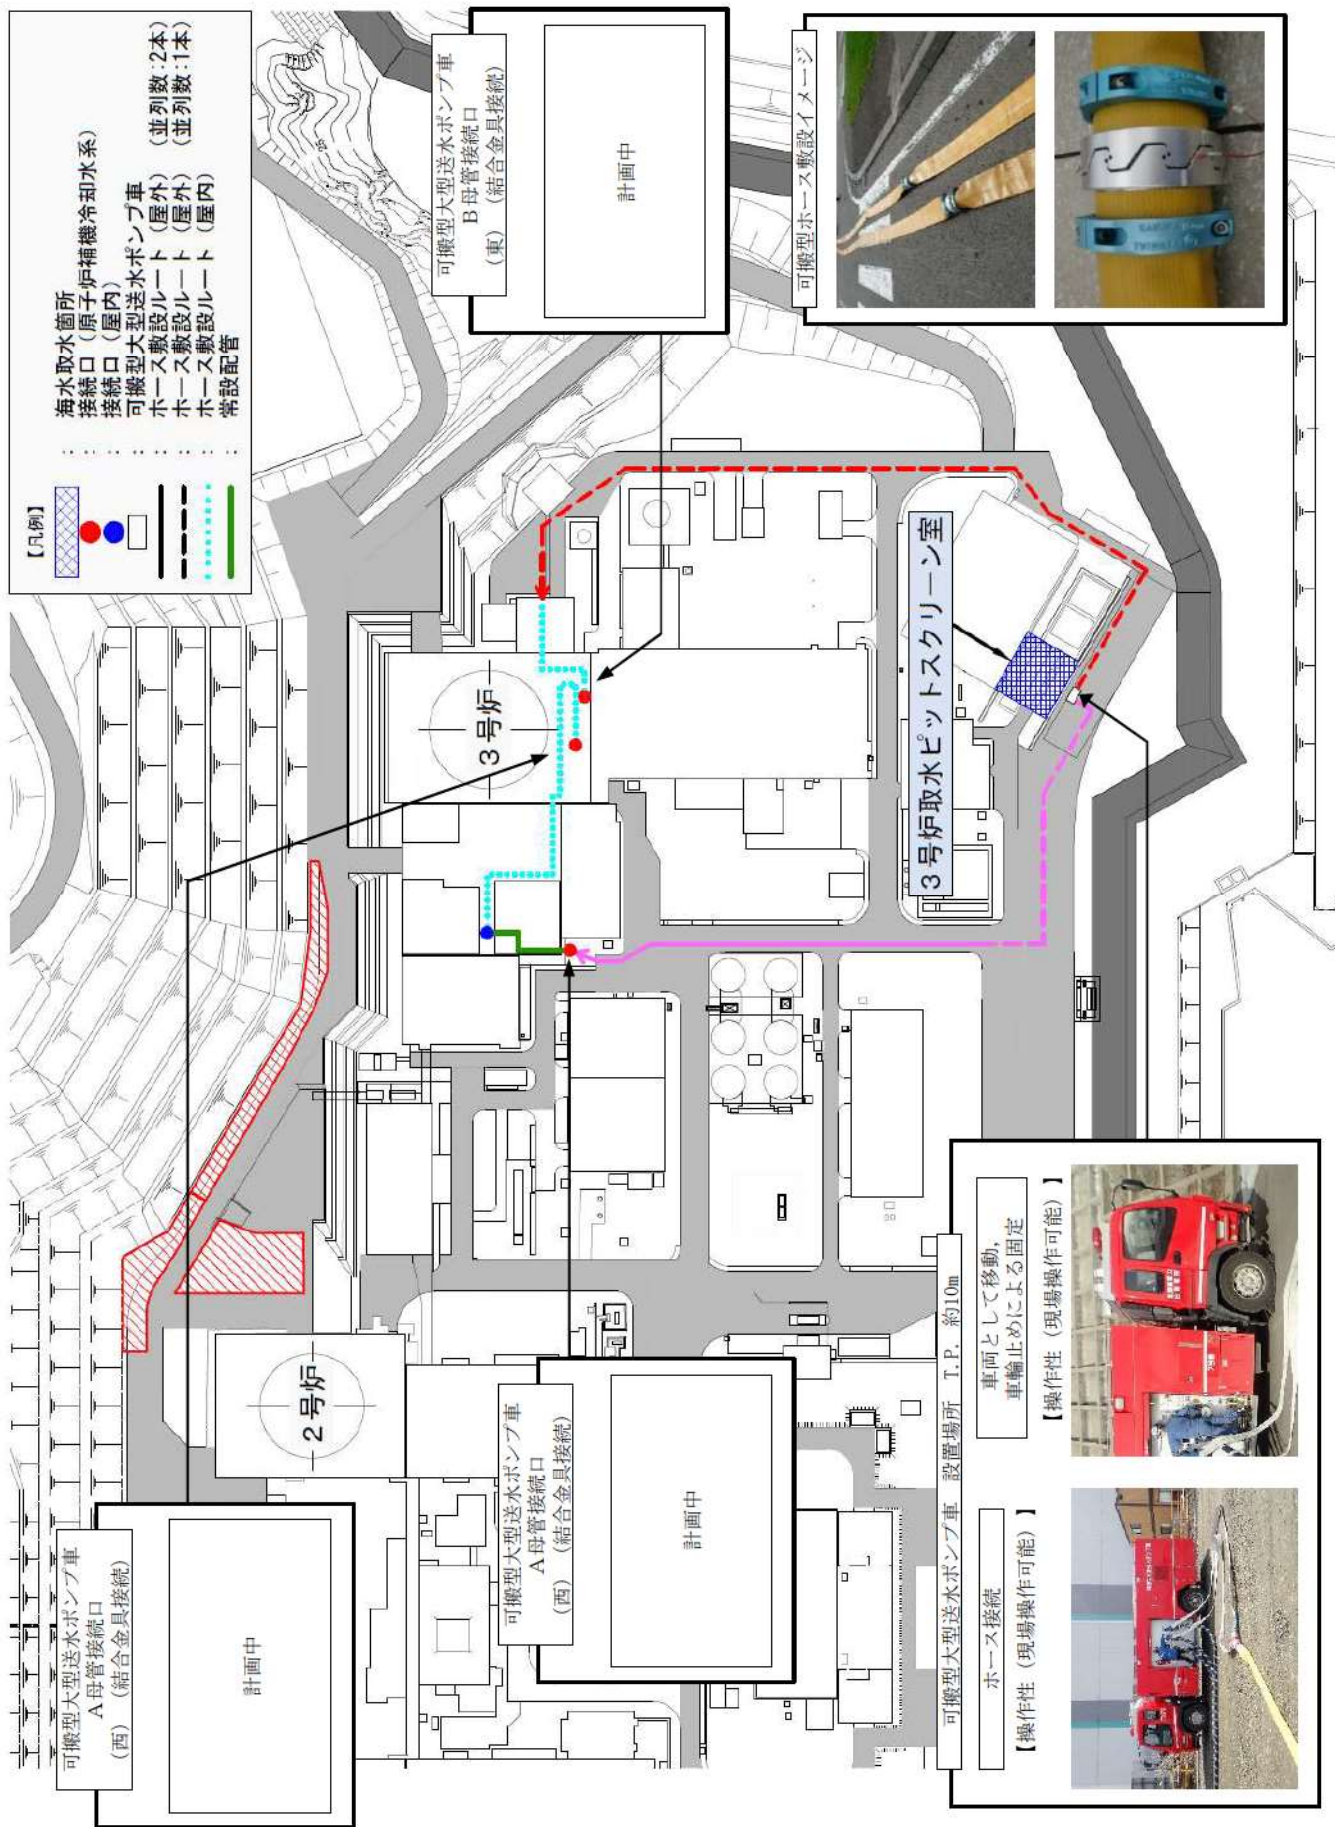 【凡例】
： 海水取水箇所
： 接続口（原子炉補機冷却水系）
： 接続口（屋内）
： 可搬型大型送水ポンプ車
： ホース敷設ルート（屋外）（並列数:2本）
： ホース敷設ルート（屋外）（並列数:1本）
： ホース敷設ルート（屋内）
： 常設配管
可搬型大型送水ポンプ車
A母管接続口
（西）（結合金具接続）
計画中
可搬型大型送水ポンプ車
A母管接続口
（西）（結合金具接続）
計画中
可搬型大型送水ポンプ車
B母管接続口
（東）（結合金具接続）
計画中
2号炉
3号炉
3号炉取水ピットスクリーン室
可搬型ホース敷設イメージ
可搬型大型送水ポンプ車 設置場所 T.P. 約10m
ホース接続
【操作性（現場操作可能）】
車両として移動，
車輪止めによる固定
【操作性（現場操作可能）】